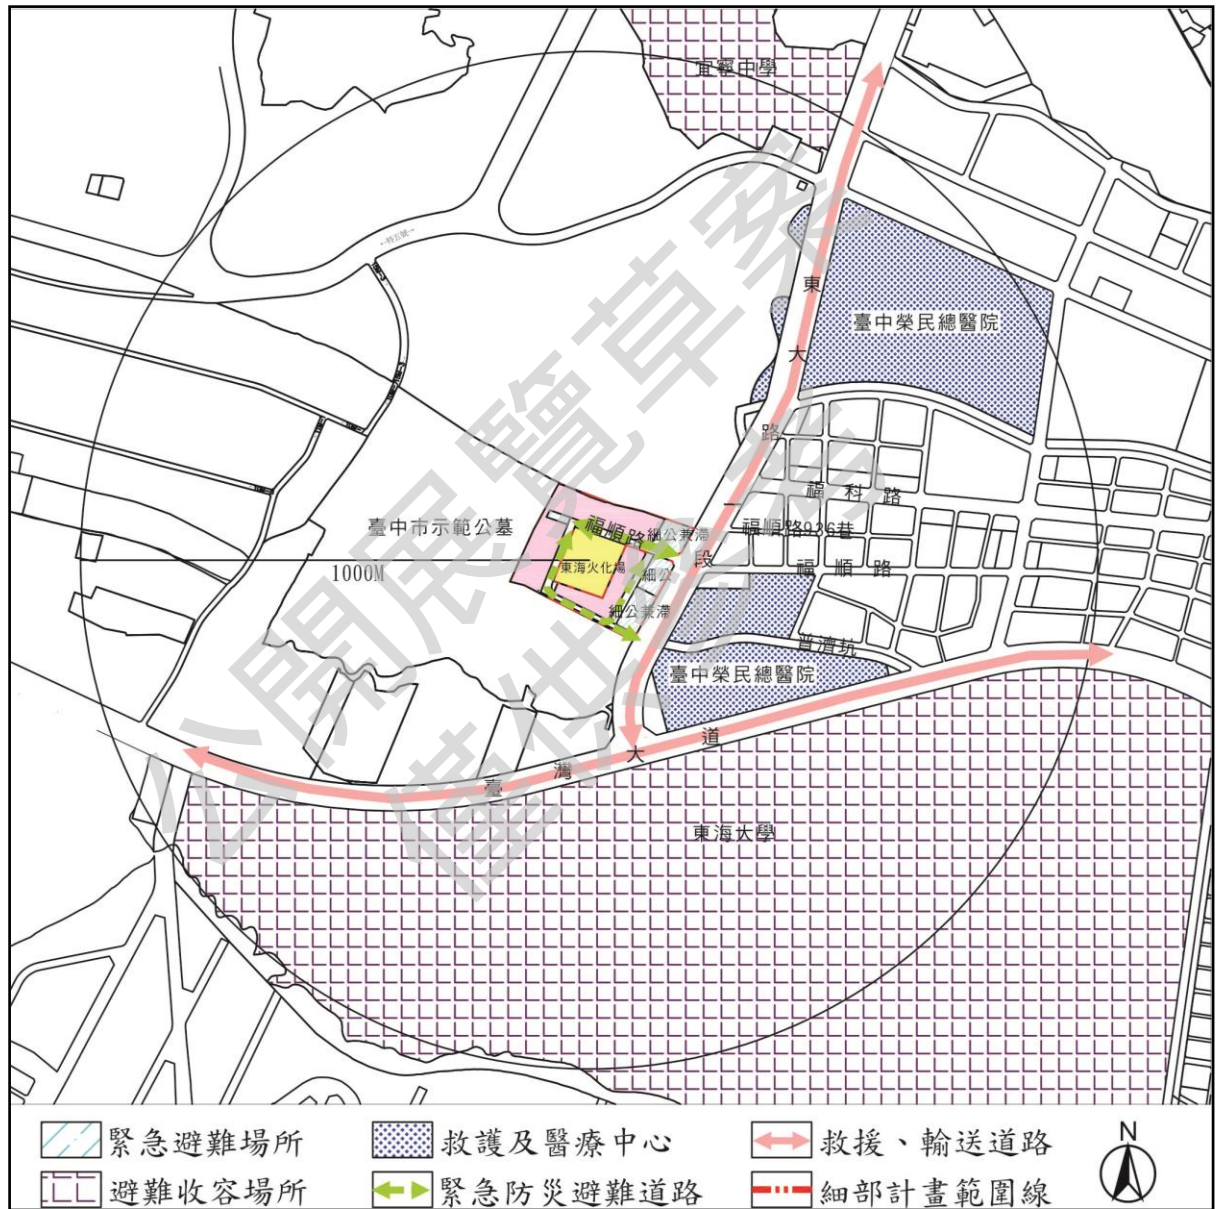 宜寧中學
←特五號→
東
大
路
一
段
臺中榮民總醫院
福科路
福順路936巷
福順路
臺中市示範公墓
福順路
細公兼滯
東海火化場
細公
1000M
細公兼滯
普濟坑
臺中榮民總醫院
臺
灣
大
道
東海大學
公開展覽草案
僅供參考
緊急避難場所
救護及醫療中心
救援、輸送道路
避難收容場所
緊急防災避難道路
細部計畫範圍線
N